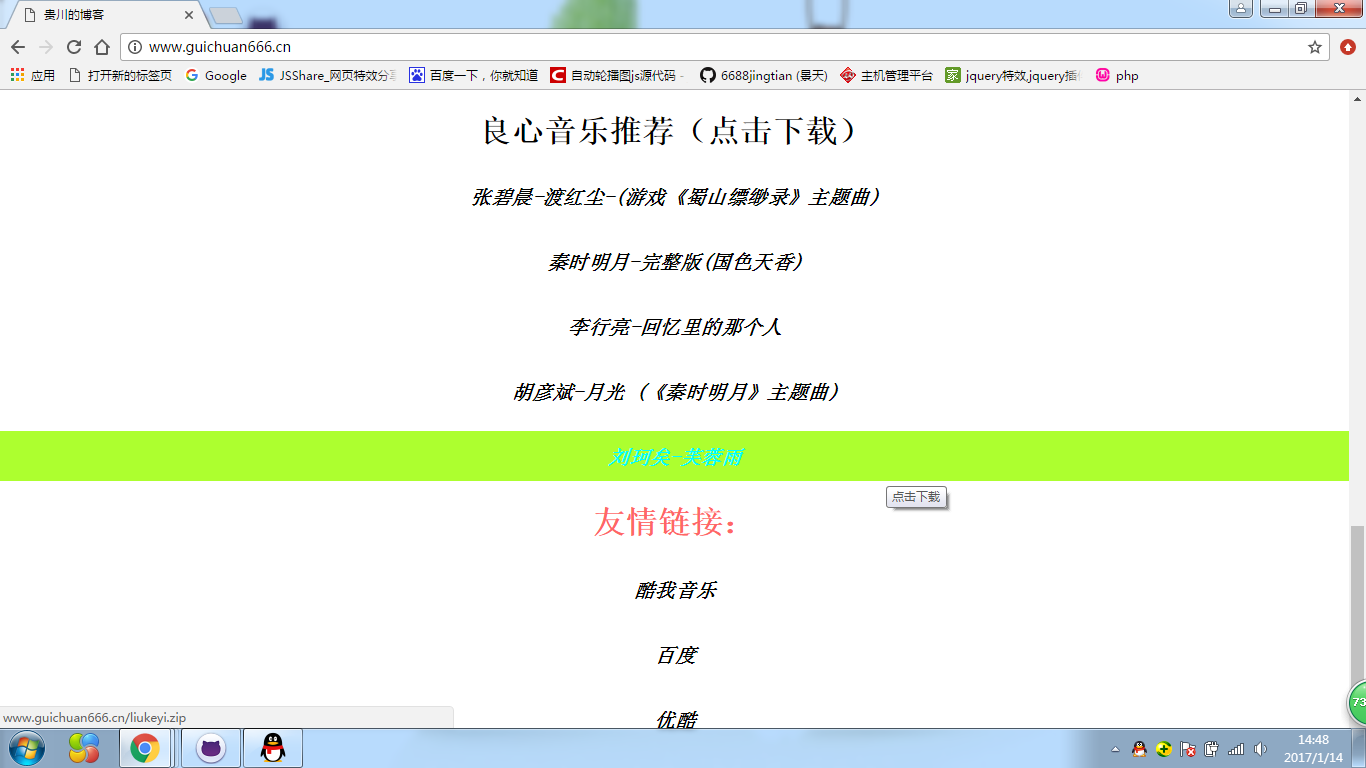 贵川的博客
www.guichuan666.cn
应用 打开新的标签页 Google JSShare_网页特效分享 百度一下，你就知道 自动轮播图js源代码 - 6688jingtian (景天) 主机管理平台 jquery特效,jquery插 php
良心音乐推荐（点击下载）
张碧晨-渡红尘-(游戏《蜀山缥缈录》主题曲)
秦时明月-完整版(国色天香)
李行亮-回忆里的那个人
胡彦斌-月光 (《秦时明月》主题曲)
刘珂矣-芙蓉雨
点击下载
友情链接：
酷我音乐
百度
优酷
www.guichuan666.cn/liukeyi.zip
73
14:48
2017/1/14